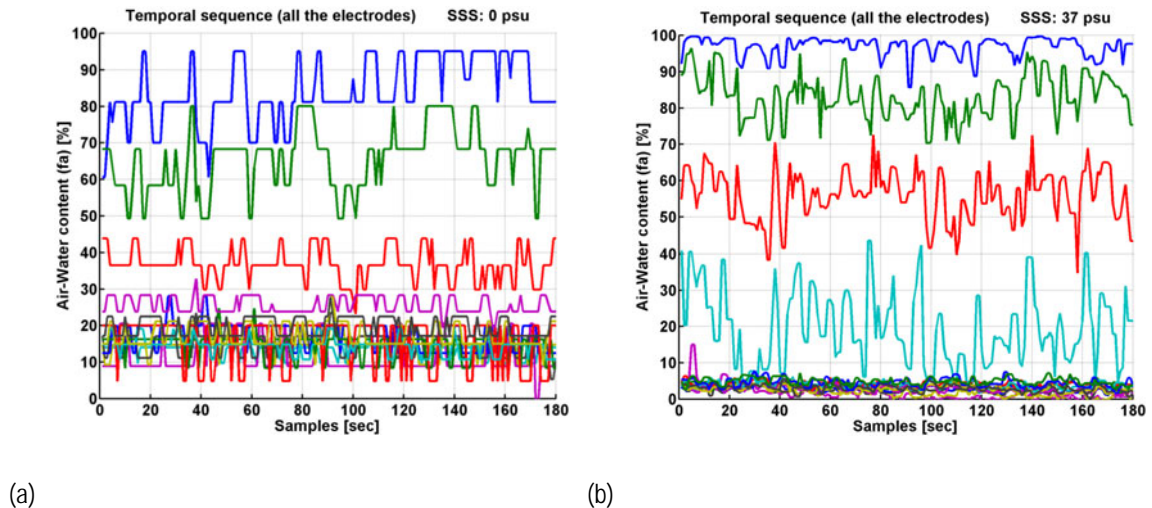 Temporal sequence (all the electrodes) SSS: 0 psu
Air-Water content (fa) [%]
100
90
80
70
60
50
40
30
20
10
0
0 20 40 60 80 100 120 140 160 180
Samples [sec]
(a)
Temporal sequence (all the electrodes) SSS: 37 psu
Air-Water content (fa) [%]
100
90
80
70
60
50
40
30
20
10
0
0 20 40 60 80 100 120 140 160 180
Samples [sec]
(b)